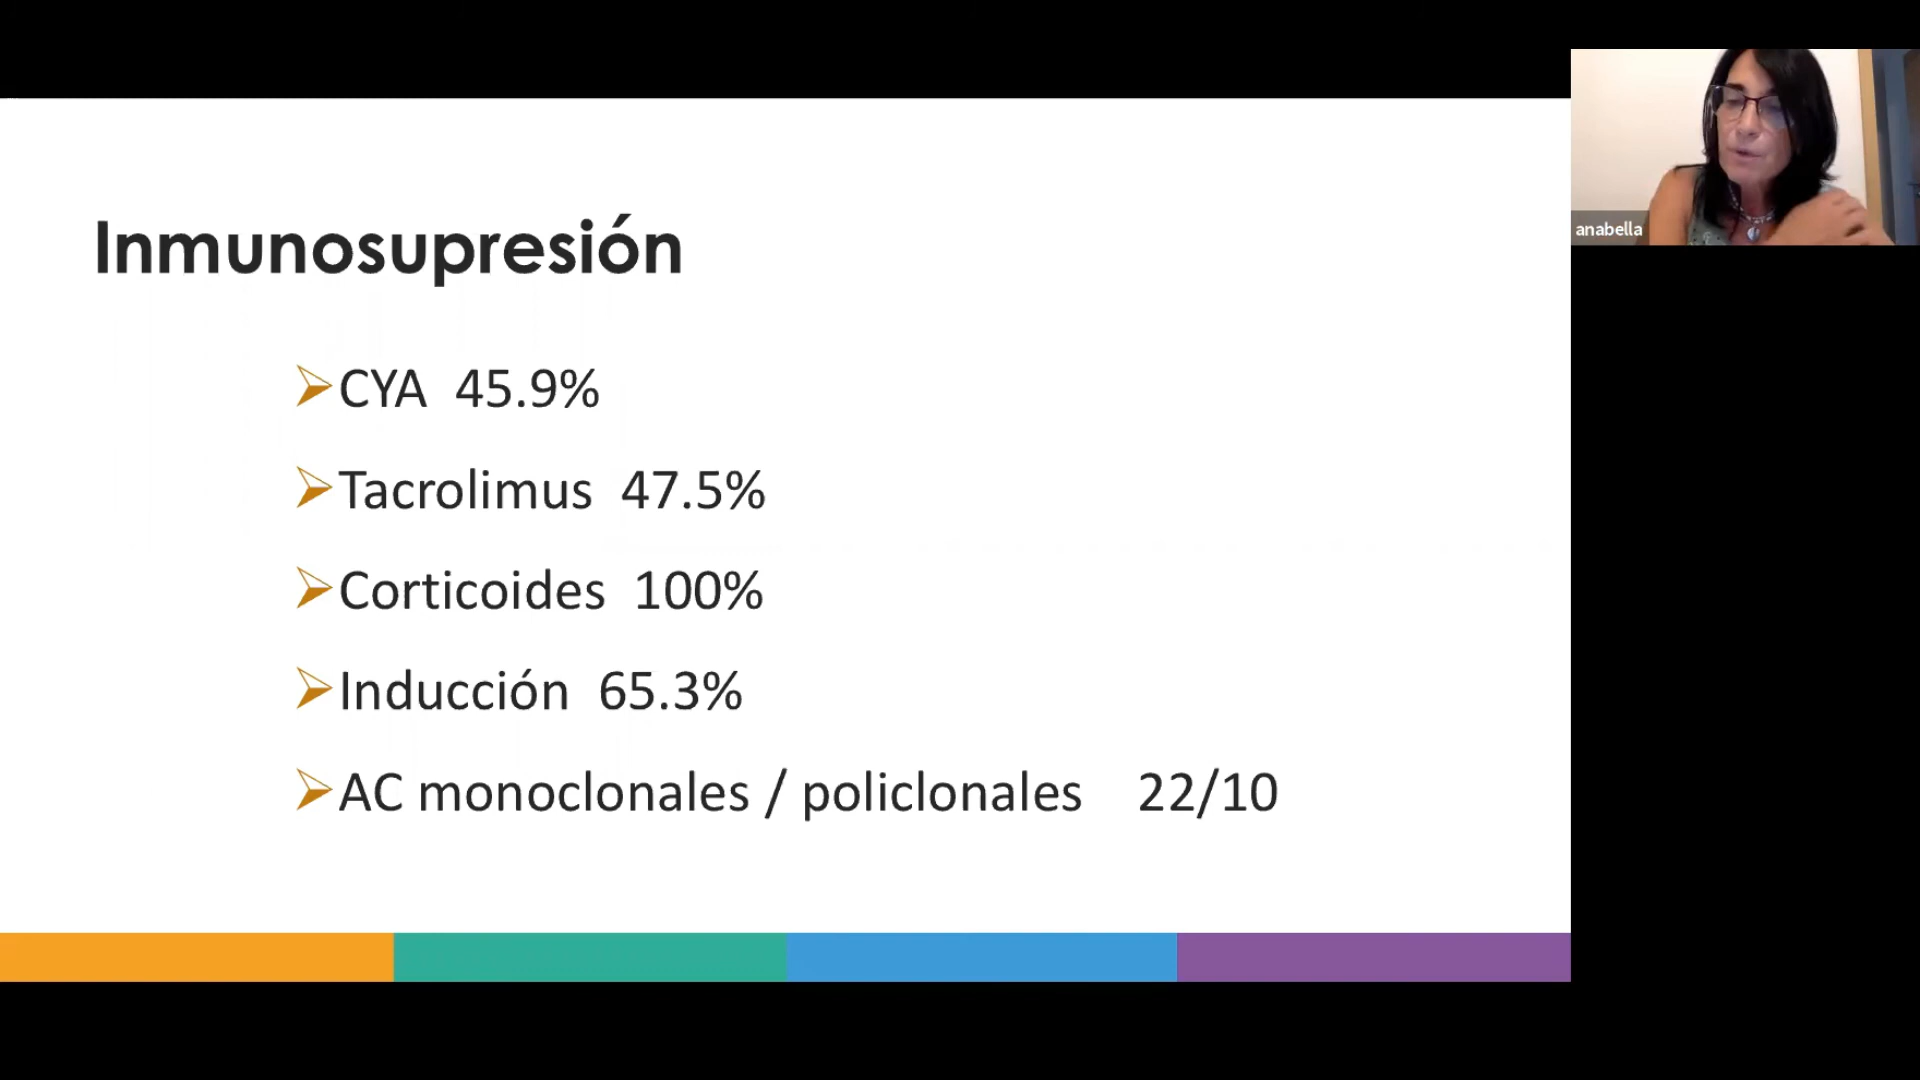 Inmunosupresión
CYA 45.9%
Tacrolimus 47.5%
Corticoides 100%
Inducción 65.3%
AC monoclonales / policlonales 22/10
anabella